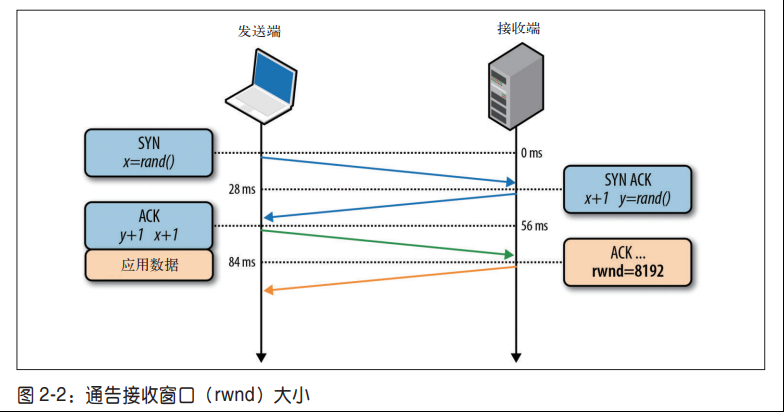 发送端
接收端
SYN
x=rand()
0 ms
28 ms
SYN ACK
x+1 y=rand()
ACK
y+1 x+1
56 ms
应用数据
84 ms
ACK ...
rwnd=8192
图 2-2：通告接收窗口（rwnd）大小